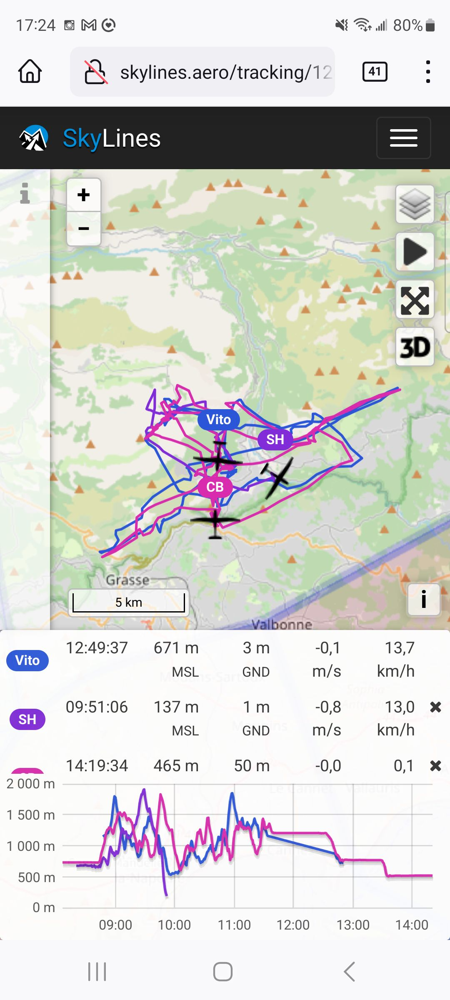 17:24
80%
skylines.aero/tracking/12
41
SkyLines
+
−
3D
Vito
SH
CB
Grasse
5 km
i
Valbonne
Vito 12:49:37 671 m 3 m -0,1 13,7
MSL GND m/s km/h
SH 09:51:06 137 m 1 m -0,8 13,0
MSL GND m/s km/h
14:19:34 465 m 50 m -0,0 0,1
2 000 m
1 500 m
1 000 m
500 m
0 m
09:00 10:00 11:00 12:00 13:00 14:00